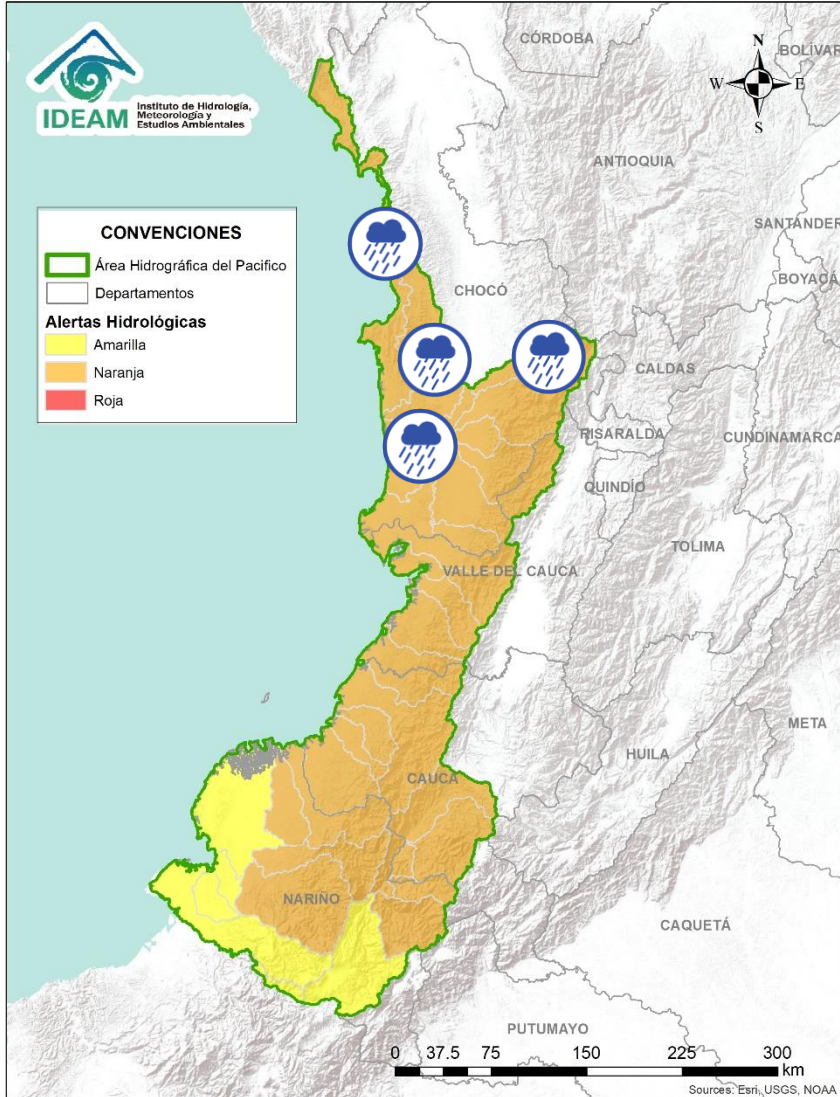 IDEAM
Instituto de Hidrología,
Meteorología y
Estudios Ambientales
CONVENCIONES
Área Hidrográfica del Pacifico
Departamentos
Alertas Hidrológicas
Amarilla
Naranja
Roja
N
W
E
S
CÓRDOBA
BOLÍVAR
ANTIOQUIA
SANTANDER
BOYACÁ
CHOCÓ
CALDAS
RISARALDA
CUNDINAMARCA
QUINDÍO
TOLIMA
VALLE DEL CAUCA
META
HUILA
CAUCA
NARIÑO
CAQUETÁ
PUTUMAYO
0 37.5 75 150 225 300
km
Sources: Esri, USGS, NOAA